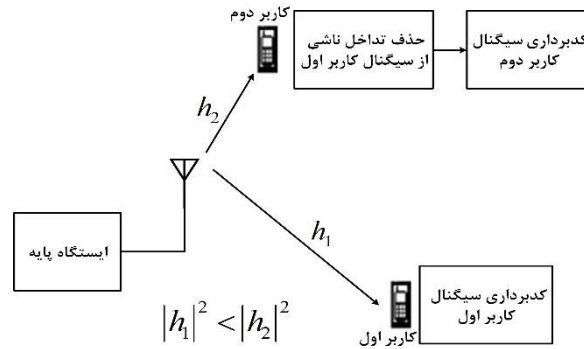 کاربر دوم
حذف تداخل ناشی
از سیگنال کاربر اول
کدبرداری سیگنال
کاربر دوم
h₂
h₁
ایستگاه پایه
|h₁|² < |h₂|²
کاربر اول
کدبرداری سیگنال
کاربر اول